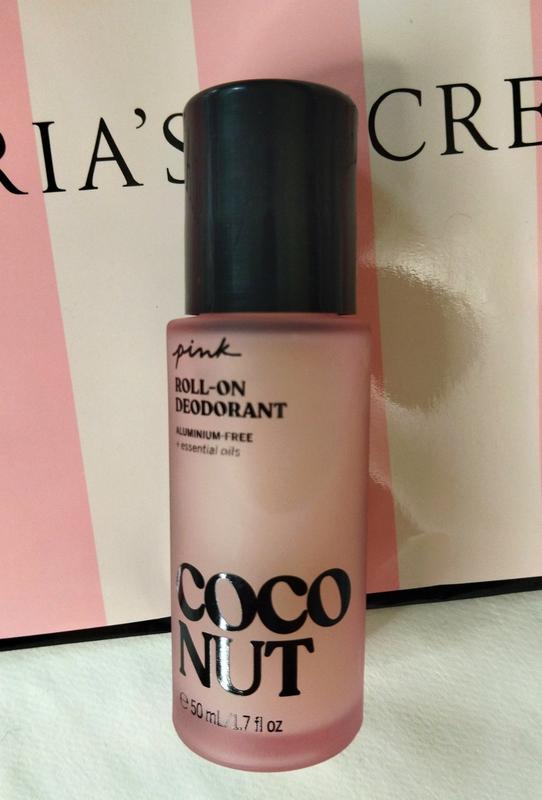 RIA'S CRE
pink
ROLL-ON
DEODORANT
ALUMINIUM-FREE
+ essential oils
COCO
NUT
℮ 50 mL/1.7 fl oz